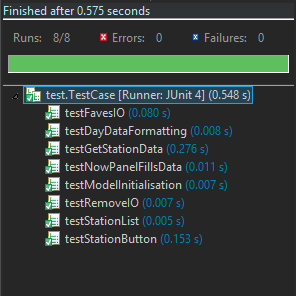 Finished after 0.575 seconds
Runs: 8/8 Errors: 0 Failures: 0
test.TestCase [Runner: JUnit 4] (0.548 s)
testFavesIO (0.080 s)
testDayDataFormatting (0.008 s)
testGetStationData (0.276 s)
testNowPanelFillsData (0.011 s)
testModelInitialisation (0.007 s)
testRemoveIO (0.007 s)
testStationList (0.005 s)
testStationButton (0.153 s)